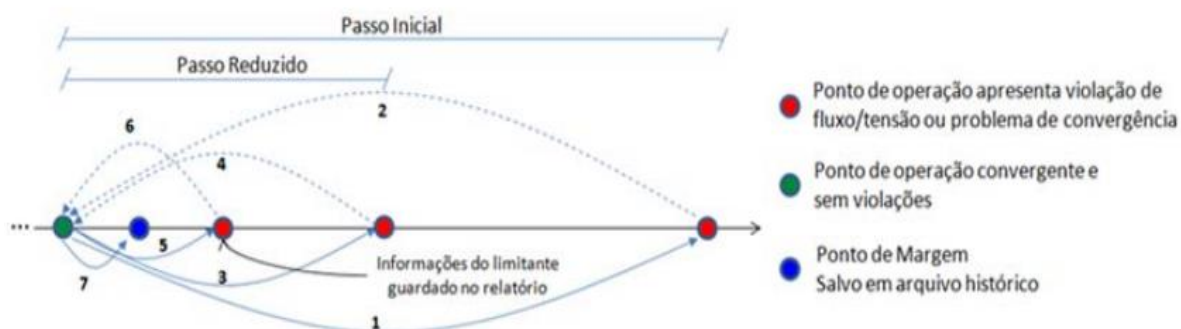 Passo Inicial
Passo Reduzido
2
6
4
...
5
3
7
1
Informações do limitante
guardado no relatório
Ponto de operação apresenta violação de
fluxo/tensão ou problema de convergência
Ponto de operação convergente e
sem violações
Ponto de Margem
Salvo em arquivo histórico